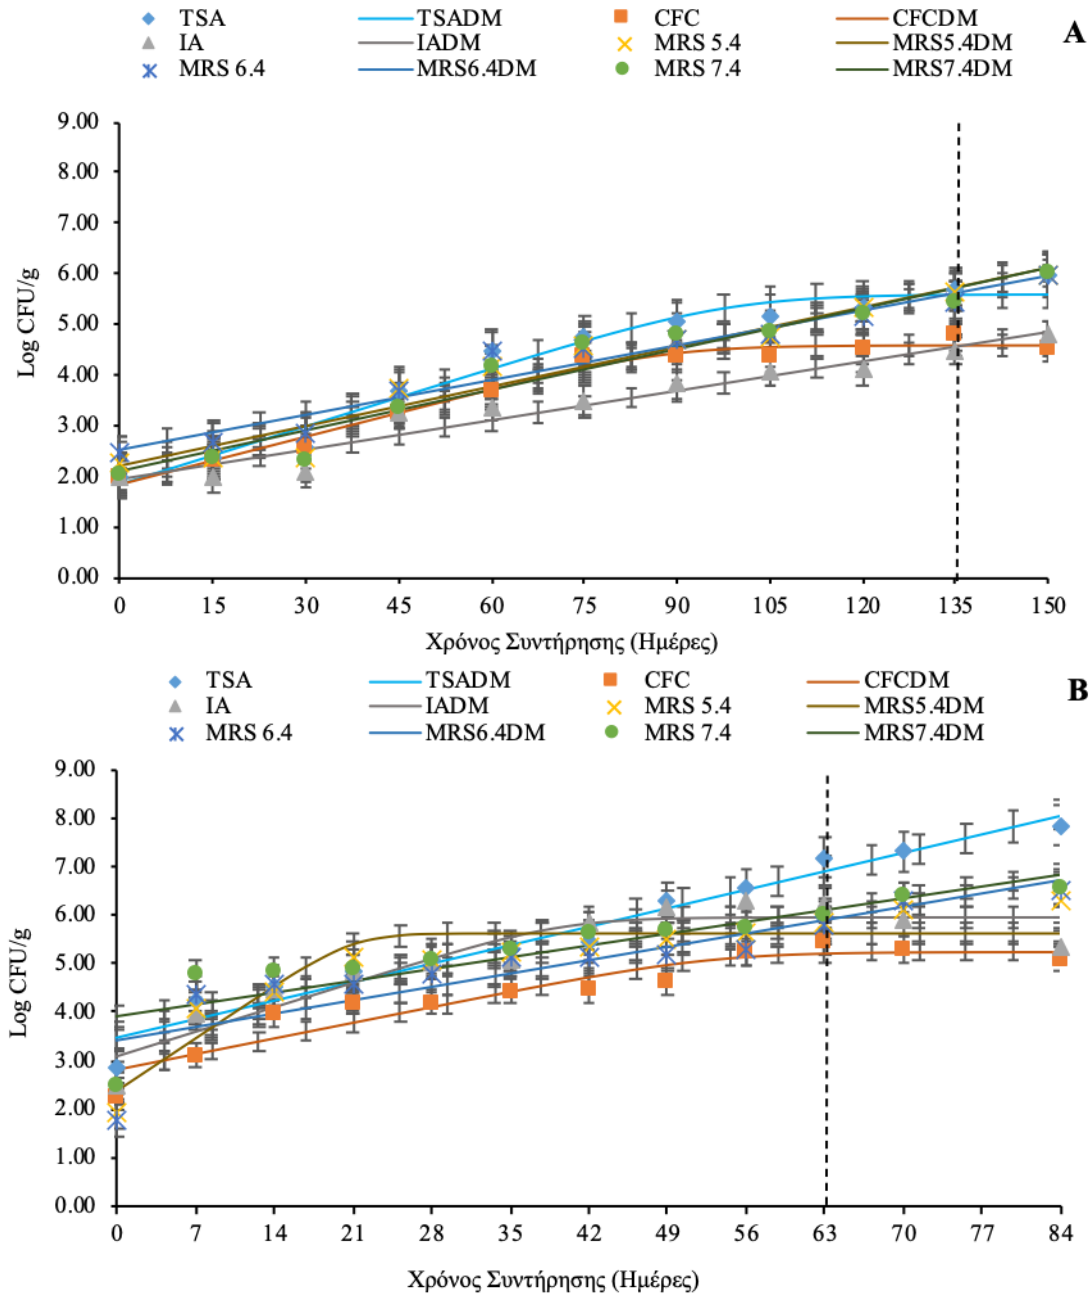 TSA TSADM CFC CFCDM A
IA IADM MRS 5.4 MRS5.4DM
MRS 6.4 MRS6.4DM MRS 7.4 MRS7.4DM
9.00
8.00
7.00
6.00
5.00
4.00
3.00
2.00
1.00
0.00
Log CFU/g
0 15 30 45 60 75 90 105 120 135 150
Χρόνος Συντήρησης (Ημέρες)
TSA TSADM CFC CFCDM B
IA IADM MRS 5.4 MRS5.4DM
MRS 6.4 MRS6.4DM MRS 7.4 MRS7.4DM
9.00
8.00
7.00
6.00
5.00
4.00
3.00
2.00
1.00
0.00
Log CFU/g
0 7 14 21 28 35 42 49 56 63 70 77 84
Χρόνος Συντήρησης (Ημέρες)